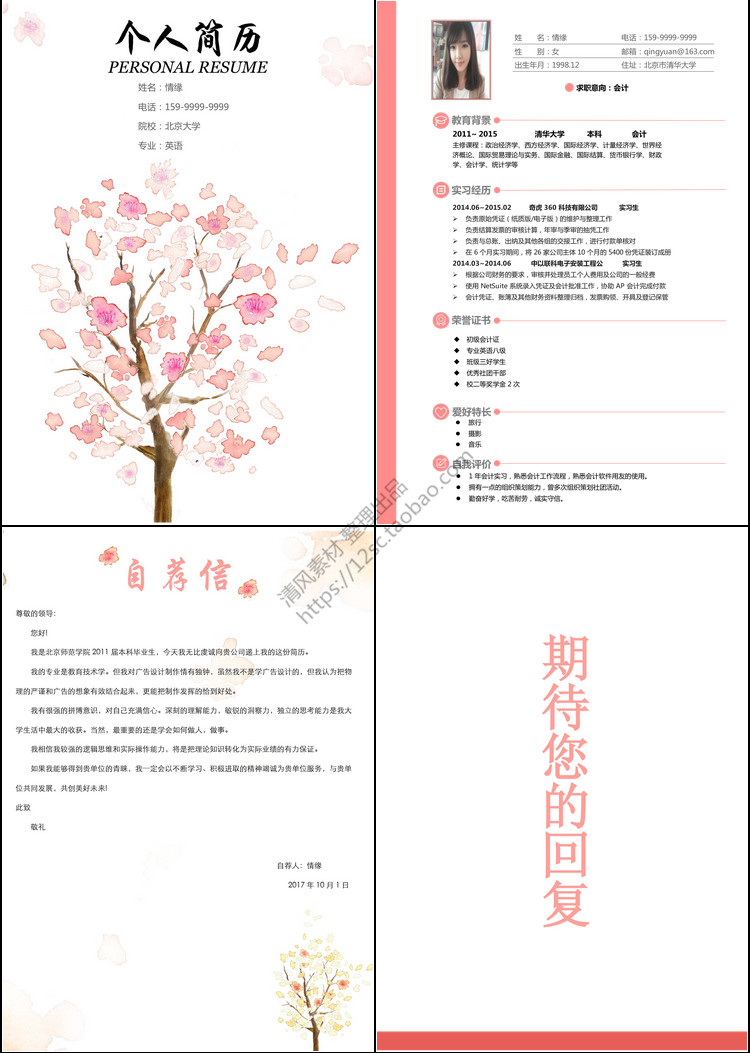 个人简历
PERSONAL RESUME
姓名：情缘
电话：159-9999-9999
院校：北京大学
专业：英语
姓　　名：情缘　　电话：159-9999-9999
性　　别：女　　邮箱：qingyuan@163.com
出生年月：1998.12　　住址：北京市清华大学
求职意向：会计
教育背景
2011~ 2015　　清华大学　　本科　　会计
主修课程：政治经济学、西方经济学、国际经济学、计量经济学、世界经
济概论、国际贸易理论与实务、国际金融、国际结算、货币银行学、财政
学、会计学、统计学等
实习经历
2014.06~2015.02　　奇虎 360 科技有限公司　　实习生
➢ 负责原始凭证（纸质版/电子版）的维护与整理工作
➢ 负责结算发票的审核计算，年审与季审的抽凭工作
➢ 负责与总账、出纳及其他各组的交接工作，进行付款单核对
➢ 在 6 个月实习期间，将 26 家公司主体 10 个月的 5400 份凭证装订成册
2014.03~2014.06　　中以联科电子安装工程公　　实习生
➢ 根据公司财务的要求，审核并处理员工个人费用及公司的一般经费
➢ 使用 NetSuite 系统录入凭证及会计批准工作，协助 AP 会计完成付款
➢ 会计凭证、账薄及其他财务资料整理归档，发票购领、开具及登记保管
荣誉证书
◆ 初级会计证
◆ 专业英语八级
◆ 班级三好学生
◆ 优秀社团干部
◆ 校二等奖学金 2 次
爱好特长
● 旅行
● 摄影
● 音乐
自我评价
● 1 年会计实习，熟悉会计工作流程，熟悉会计软件用友的使用。
● 拥有一点的组织策划能力，曾多次组织策划社团活动。
● 勤奋好学，吃苦耐劳，诚实守信。
清风素材 整理出品
https://12sc.taobao.com
自荐信
尊敬的领导：
您好！
我是北京师范学院 2011 届本科毕业生，今天我无比虔诚向贵公司递上我的这份简历。
我的专业是教育技术学。但我对广告设计制作情有独钟，虽然我不是学广告设计的，但我认为把物
理的严谨和广告的想象有效结合起来，更能把制作发挥的恰到好处。
我有很强的拼搏意识，对自己充满信心。深刻的理解能力，敏锐的洞察力，独立的思考能力是我大
学生活中最大的收获。当然，最重要的还是学会如何做人，做事。
我相信我较强的逻辑思维和实际操作能力，将是把理论知识转化为实际业绩的有力保证。
如果我能够得到贵单位的青睐，我一定会以不断学习、积极进取的精神竭诚为贵单位服务，与贵单
位共同发展，共创美好未来！
此致
敬礼
自荐人：情缘
2017 年 10 月 1 日
期待您的回复